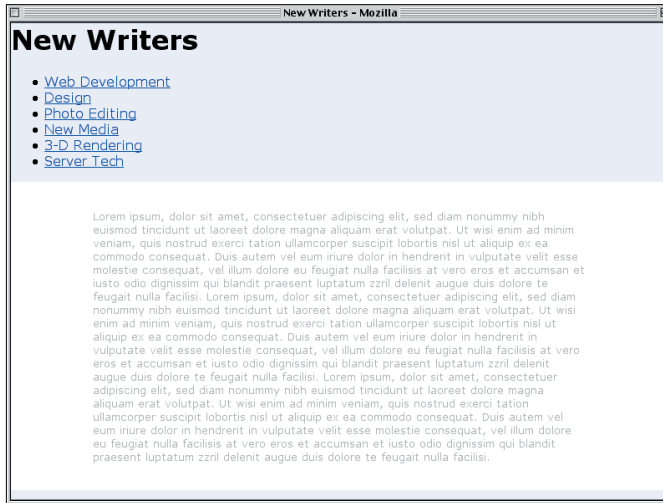 New Writers – Mozilla
New Writers
Web Development
Design
Photo Editing
New Media
3-D Rendering
Server Tech
Lorem ipsum, dolor sit amet, consectetuer adipiscing elit, sed diam nonummy nibh
euismod tincidunt ut laoreet dolore magna aliquam erat volutpat. Ut wisi enim ad minim
veniam, quis nostrud exerci tation ullamcorper suscipit lobortis nisl ut aliquip ex ea
commodo consequat. Duis autem vel eum iriure dolor in hendrerit in vulputate velit esse
molestie consequat, vel illum dolore eu feugiat nulla facilisis at vero eros et accumsan et
iusto odio dignissim qui blandit praesent luptatum zzril delenit augue duis dolore te
feugait nulla facilisi. Lorem ipsum, dolor sit amet, consectetuer adipiscing elit, sed diam
nonummy nibh euismod tincidunt ut laoreet dolore magna aliquam erat volutpat. Ut wisi
enim ad minim veniam, quis nostrud exerci tation ullamcorper suscipit lobortis nisl ut
aliquip ex ea commodo consequat. Duis autem vel eum iriure dolor in hendrerit in
vulputate velit esse molestie consequat, vel illum dolore eu feugiat nulla facilisis at vero
eros et accumsan et iusto odio dignissim qui blandit praesent luptatum zzril delenit
augue duis dolore te feugait nulla facilisi. Lorem ipsum, dolor sit amet, consectetuer
adipiscing elit, sed diam nonummy nibh euismod tincidunt ut laoreet dolore magna
aliquam erat volutpat. Ut wisi enim ad minim veniam, quis nostrud exerci tation
ullamcorper suscipit lobortis nisl ut aliquip ex ea commodo consequat. Duis autem vel
eum iriure dolor in hendrerit in vulputate velit esse molestie consequat, vel illum dolore
eu feugiat nulla facilisis at vero eros et accumsan et iusto odio dignissim qui blandit
praesent luptatum zzril delenit augue duis dolore te feugait nulla facilisi.